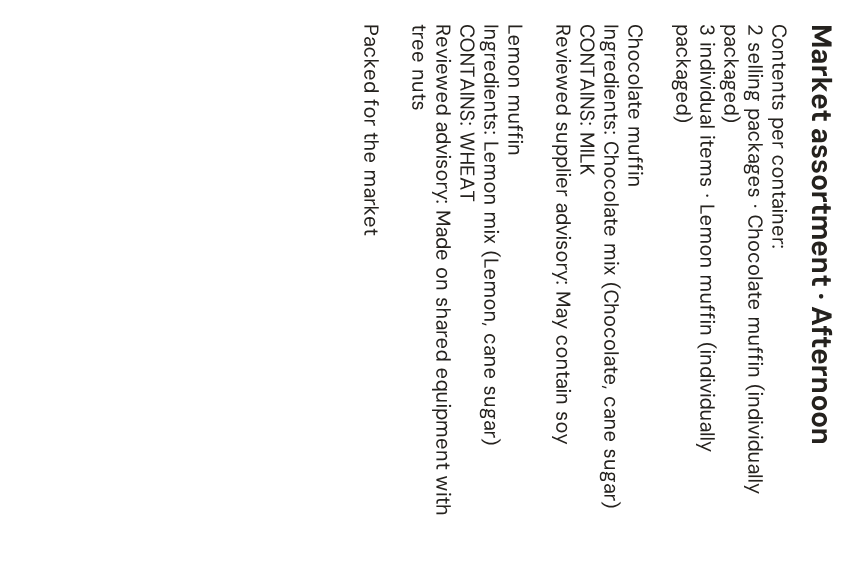 Market assortment · Afternoon
Contents per container:
2 selling packages · Chocolate muffin (individually
packaged)
3 individual items · Lemon muffin (individually
packaged)
Chocolate muffin
Ingredients: Chocolate mix (Chocolate, cane sugar)
CONTAINS: MILK
Reviewed supplier advisory: May contain soy
Lemon muffin
Ingredients: Lemon mix (Lemon, cane sugar)
CONTAINS: WHEAT
Reviewed advisory: Made on shared equipment with
tree nuts
Packed for the market